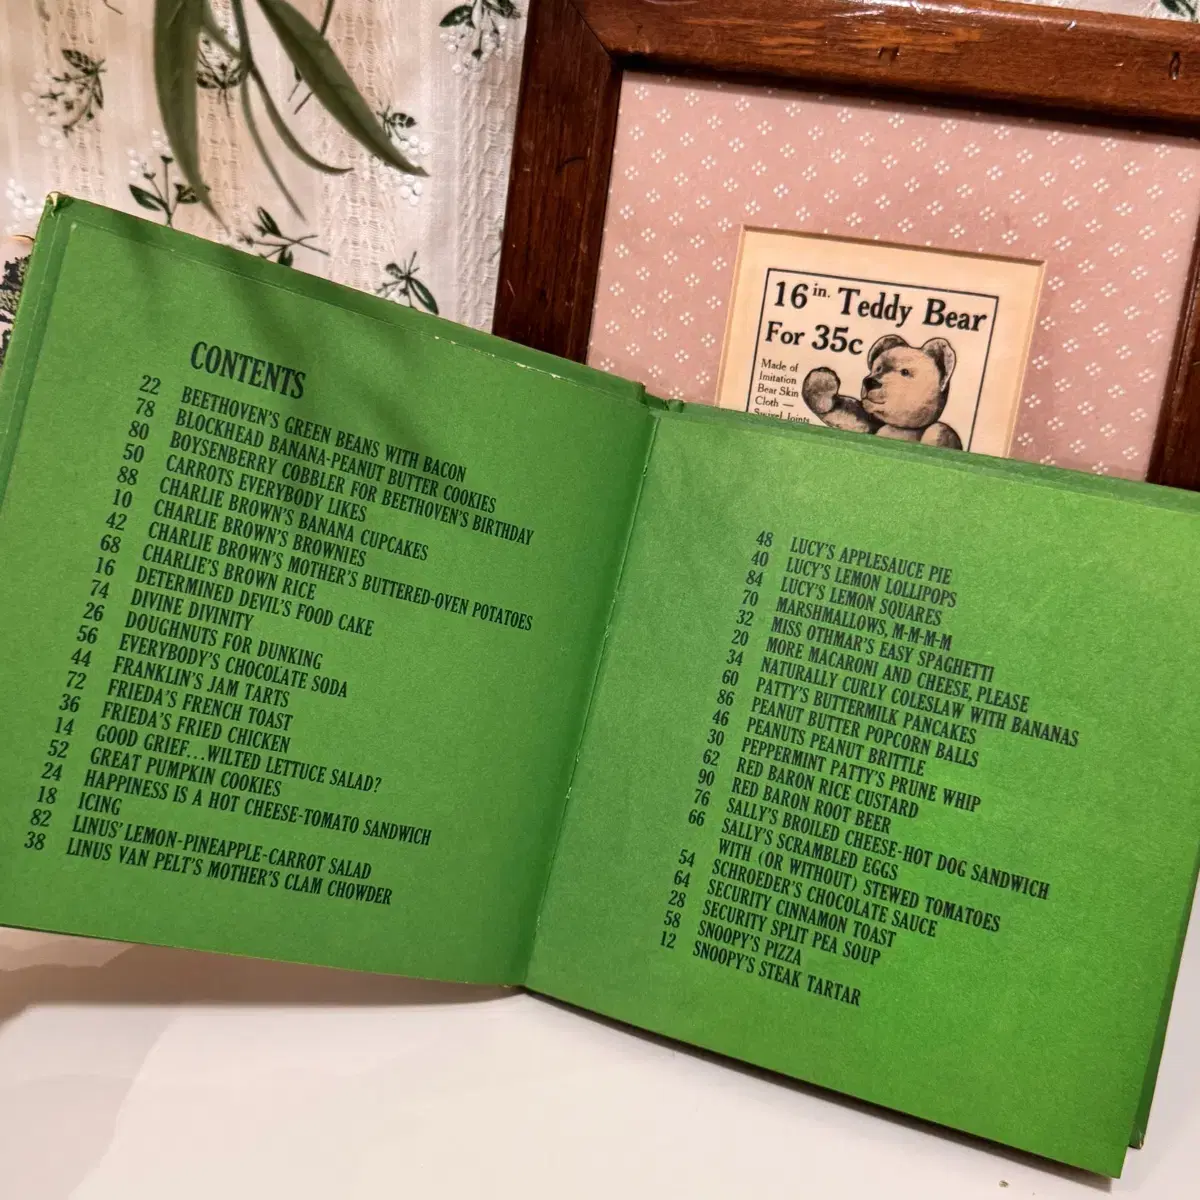 16 in. Teddy Bear
For 35c
Made of
Imitation
Bear Skin
Cloth —
Swivel Joints
CONTENTS
22 BEETHOVEN'S GREEN BEANS WITH BACON
78 BLOCKHEAD BANANA-PEANUT BUTTER COOKIES
80 BOYSENBERRY COBBLER FOR BEETHOVEN'S BIRTHDAY
50 CARROTS EVERYBODY LIKES
88 CHARLIE BROWN'S BANANA CUPCAKES
10 CHARLIE BROWN'S BROWNIES
42 CHARLIE BROWN'S MOTHER'S BUTTERED-OVEN POTATOES
68 CHARLIE'S BROWN RICE
16 DETERMINED DEVIL'S FOOD CAKE
74 DIVINE DIVINITY
26 DOUGHNUTS FOR DUNKING
56 EVERYBODY'S CHOCOLATE SODA
44 FRANKLIN'S JAM TARTS
72 FRIEDA'S FRENCH TOAST
36 FRIEDA'S FRIED CHICKEN
14 GOOD GRIEF...WILTED LETTUCE SALAD?
52 GREAT PUMPKIN COOKIES
24 HAPPINESS IS A HOT CHEESE-TOMATO SANDWICH
18 ICING
82 LINUS' LEMON-PINEAPPLE-CARROT SALAD
38 LINUS VAN PELT'S MOTHER'S CLAM CHOWDER
48 LUCY'S APPLESAUCE PIE
40 LUCY'S LEMON LOLLIPOPS
84 LUCY'S LEMON SQUARES
70 MARSHMALLOWS, M-M-M-M
32 MISS OTHMAR'S EASY SPAGHETTI
20 MORE MACARONI AND CHEESE, PLEASE
34 NATURALLY CURLY COLESLAW WITH BANANAS
60 PATTY'S BUTTERMILK PANCAKES
86 PEANUT BUTTER POPCORN BALLS
46 PEANUTS PEANUT BRITTLE
30 PEPPERMINT PATTY'S PRUNE WHIP
62 RED BARON RICE CUSTARD
90 RED BARON ROOT BEER
76 SALLY'S BROILED CHEESE-HOT DOG SANDWICH
66 SALLY'S SCRAMBLED EGGS
WITH (OR WITHOUT) STEWED TOMATOES
54 SCHROEDER'S CHOCOLATE SAUCE
64 SECURITY CINNAMON TOAST
28 SECURITY SPLIT PEA SOUP
58 SNOOPY'S PIZZA
12 SNOOPY'S STEAK TARTAR